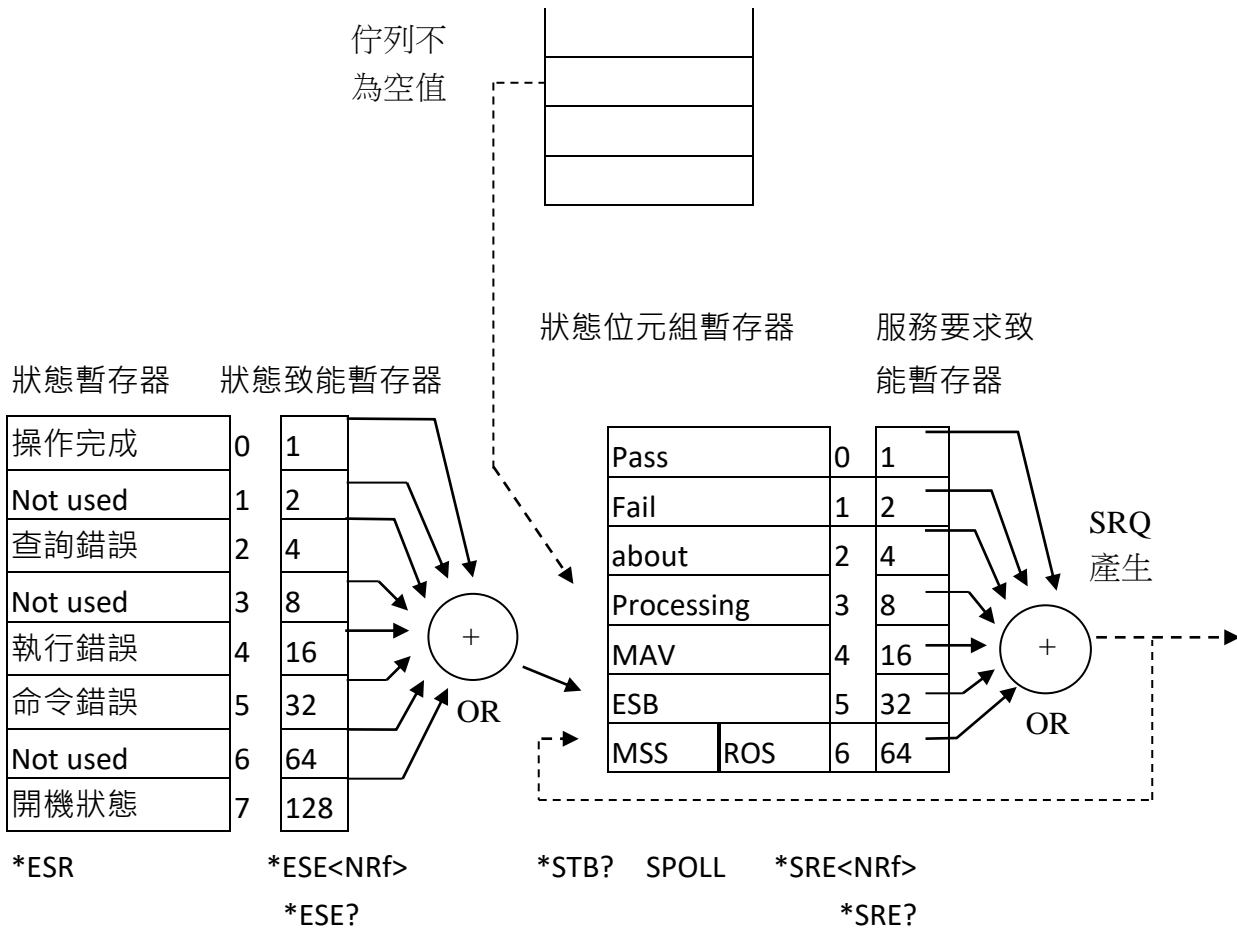 佇列不
為空值
狀態位元組暫存器
服務要求致
能暫存器
狀態暫存器 狀態致能暫存器
操作完成 0 1
Not used 1 2
查詢錯誤 2 4
Not used 3 8
執行錯誤 4 16
命令錯誤 5 32
Not used 6 64
開機狀態 7 128
+
OR
Pass 0 1
Fail 1 2
about 2 4
Processing 3 8
MAV 4 16
ESB 5 32
MSS ROS 6 64
+
OR
SRQ
產生
*ESR *ESE<NRf> *STB? SPOLL *SRE<NRf>
*ESE? *SRE?